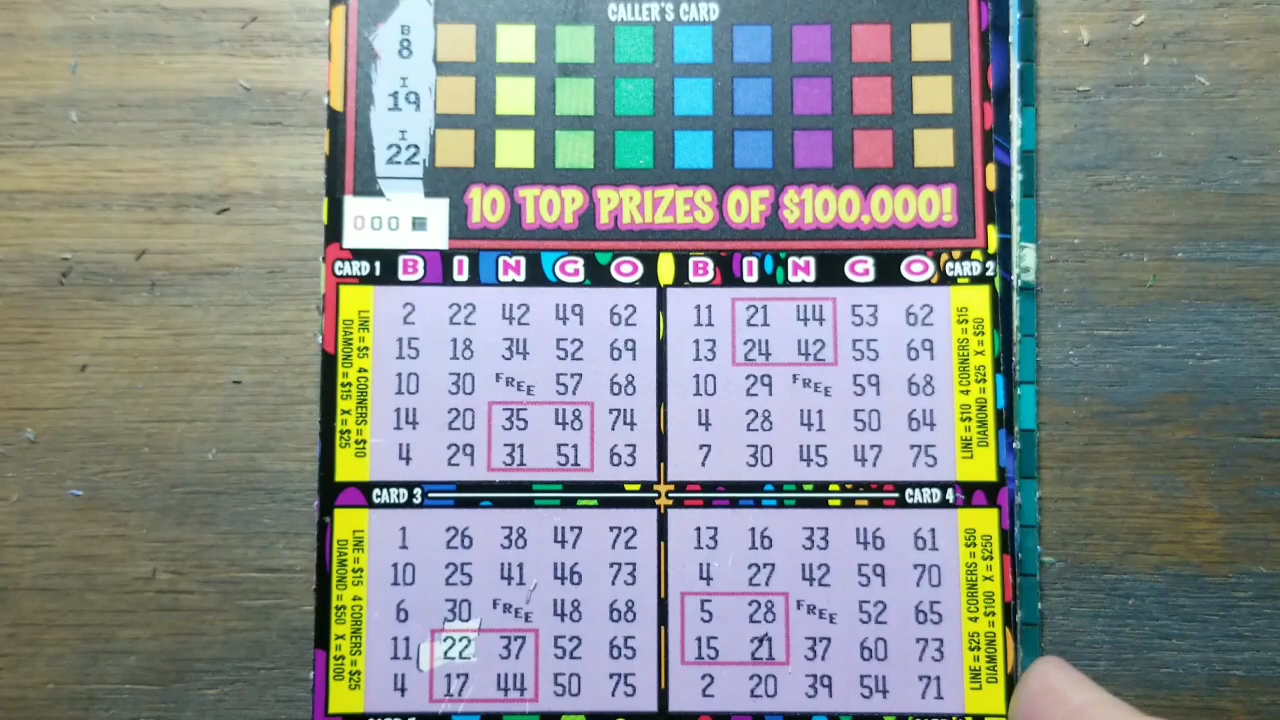 CALLER'S CARD
B
8
I
19
I
22
10 TOP PRIZES OF $100,000!
000
CARD 1 B I N G O
B I N G O CARD 2
LINE = $5 4 CORNERS = $10
DIAMOND = $15 X = $25
2 22 42 49 62
15 18 34 52 69
10 30 FREE 57 68
14 20 35 48 74
4 29 31 51 63
11 21 44 53 62
13 24 42 55 69
10 29 FREE 59 68
4 28 41 50 64
7 30 45 47 75
LINE = $10 4 CORNERS = $15
DIAMOND = $25 X = $50
CARD 3
CARD 4
LINE = $15 4 CORNERS = $25
DIAMOND = $50 X = $100
1 26 38 47 72
10 25 41 46 73
6 30 FREE 48 68
11 22 37 52 65
4 17 44 50 75
13 16 33 46 61
4 27 42 59 70
5 28 FREE 52 65
15 21 37 60 73
2 20 39 54 71
LINE = $25 4 CORNERS = $50
DIAMOND = $100 X = $250